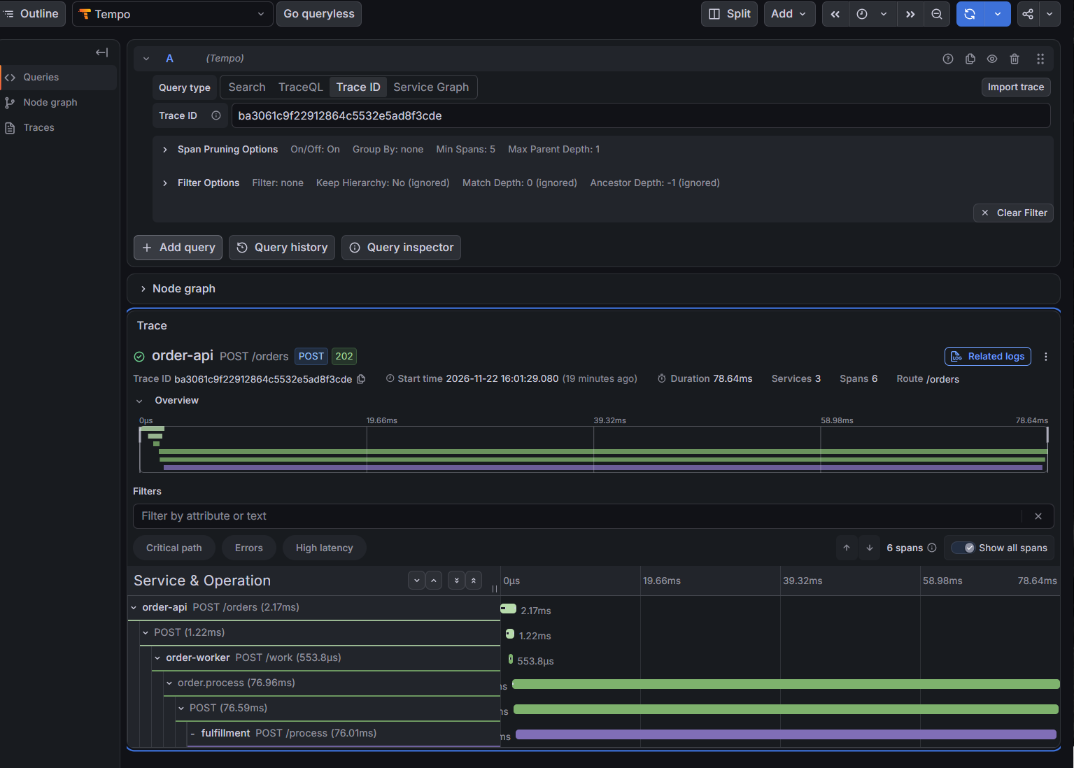 Outline Tempo Go queryless Split Add
A (Tempo)
Queries
Node graph
Traces
Query type Search TraceQL Trace ID Service Graph Import trace
Trace ID ba3061c9f22912864c5532e5ad8f3cde
Span Pruning Options On/Off: On Group By: none Min Spans: 5 Max Parent Depth: 1
Filter Options Filter: none Keep Hierarchy: No (ignored) Match Depth: 0 (ignored) Ancestor Depth: -1 (ignored)
Clear Filter
Add query Query history Query inspector
Node graph
Trace
order-api POST /orders POST 202 Related logs
Trace ID ba3061c9f22912864c5532e5ad8f3cde Start time 2026-11-22 16:01:29.080 (19 minutes ago) Duration 78.64ms Services 3 Spans 6 Route /orders
Overview
0μs 19.66ms 39.32ms 58.98ms 78.64ms
Filters
Filter by attribute or text
Critical path Errors High latency 6 spans Show all spans
Service & Operation 0μs 19.66ms 39.32ms 58.98ms 78.64ms
order-api POST /orders (2.17ms) 2.17ms
POST (1.22ms) 1.22ms
order-worker POST /work (553.8μs) 553.8μs
order.process (76.96ms)
POST (76.59ms)
fulfillment POST /process (76.01ms)